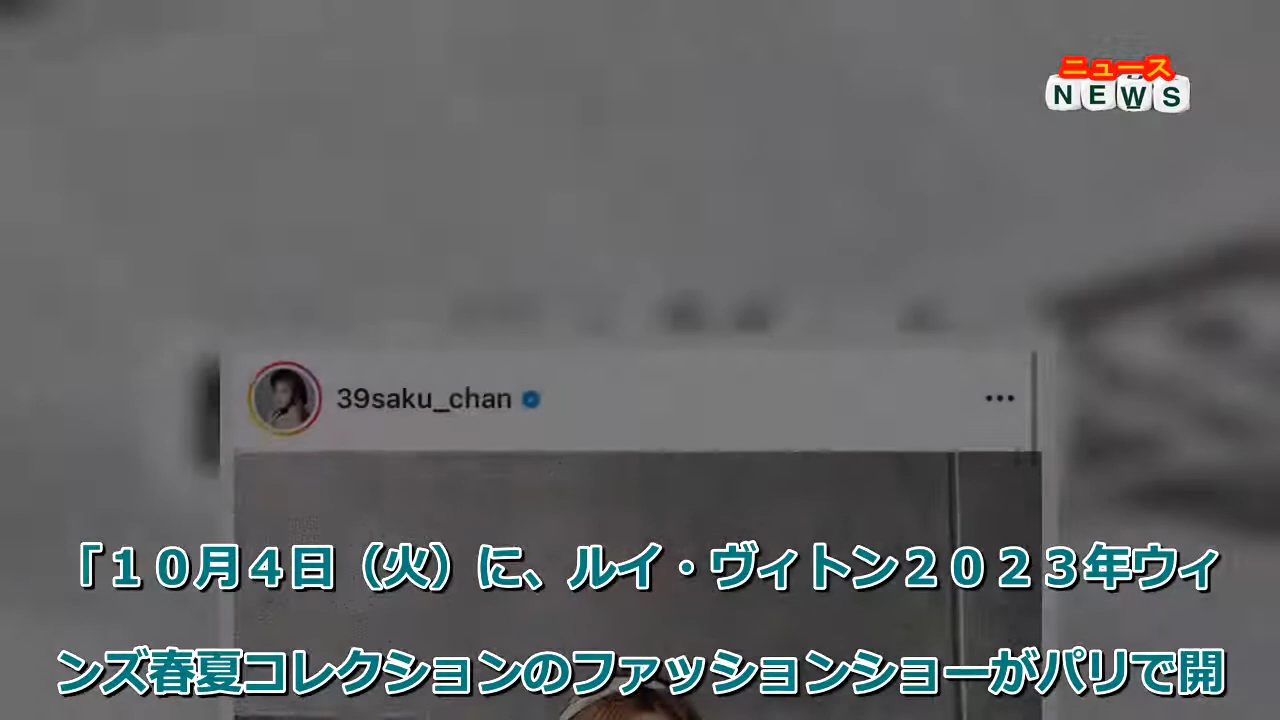 ニュース
NEWS
39saku_chan
「１０月４日（火）に、ルイ・ヴィトン２０２３年ウィ
ンズ春夏コレクションのファッションショーがパリで開